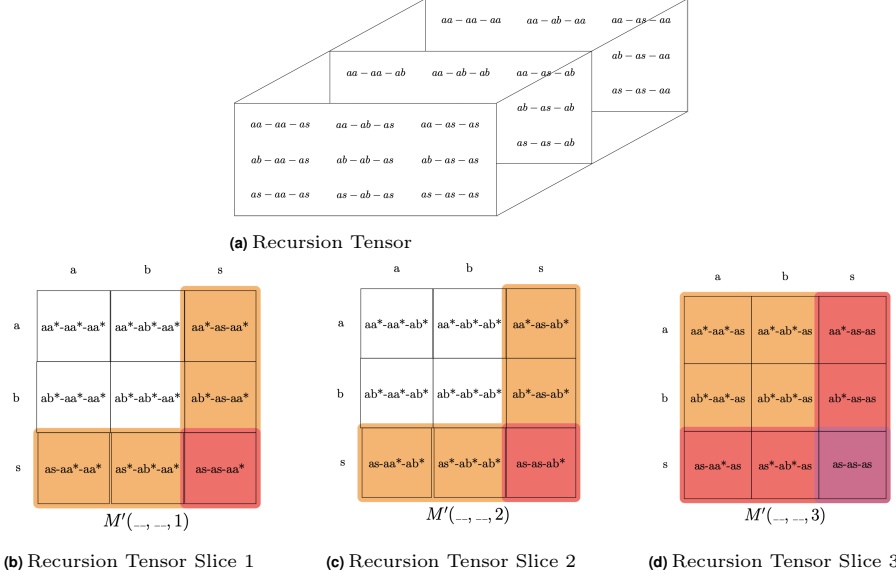 aa − aa − aa aa − ab − aa aa − as − aa
ab − as − aa
as − as − aa
aa − aa − ab aa − ab − ab aa − as − ab
ab − as − ab
as − as − ab
aa − aa − as aa − ab − as aa − as − as
ab − aa − as ab − ab − as ab − as − as
as − aa − as as − ab − as as − as − as
(a) Recursion Tensor
a b s
a aa*-aa*-aa* aa*-ab*-aa* aa*-as-aa*
b ab*-aa*-aa* ab*-ab*-aa* ab*-as-aa*
s as-aa*-aa* as*-ab*-aa* as-as-aa*
M′(__, __, 1)
(b) Recursion Tensor Slice 1
a b s
a aa*-aa*-ab* aa*-ab*-ab* aa*-as-ab*
b ab*-aa*-ab* ab*-ab*-ab* ab*-as-ab*
s as-aa*-ab* as*-ab*-ab* as-as-ab*
M′(__, __, 2)
(c) Recursion Tensor Slice 2
a b s
a aa*-aa*-as aa*-ab*-as aa*-as-as
b ab*-aa*-as ab*-ab*-as ab*-as-as
s as-aa*-as as*-ab*-as as-as-as
M′(__, __, 3)
(d) Recursion Tensor Slice 3